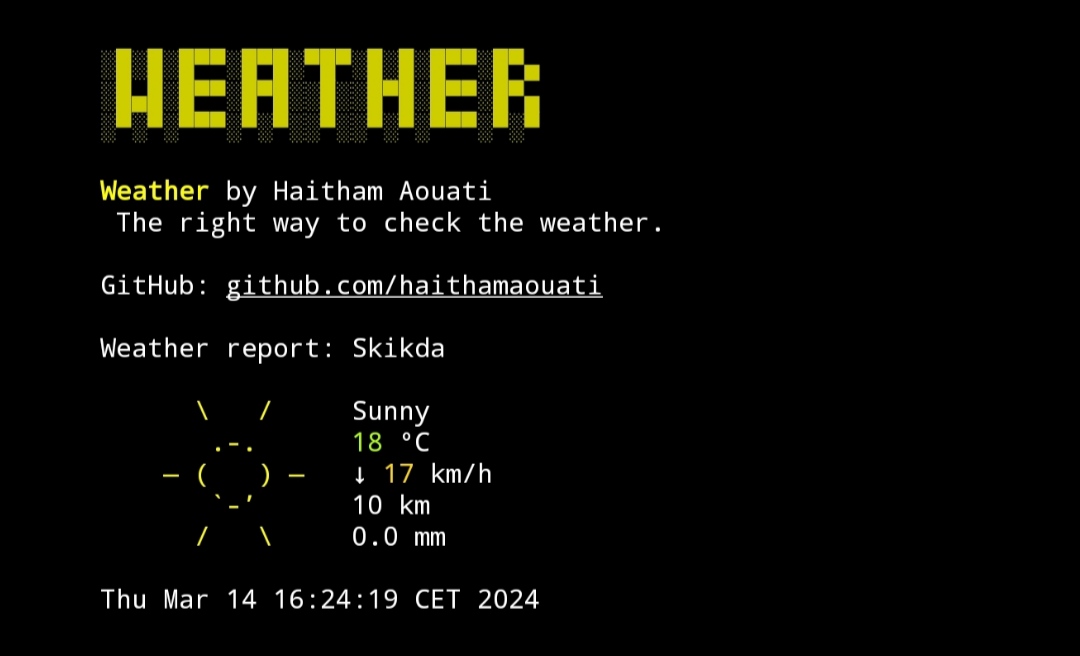 WEATHER
Weather by Haitham Aouati
The right way to check the weather.
GitHub: github.com/haithamaouati
Weather report: Skikda
Sunny
18 °C
↓ 17 km/h
10 km
0.0 mm
Thu Mar 14 16:24:19 CET 2024